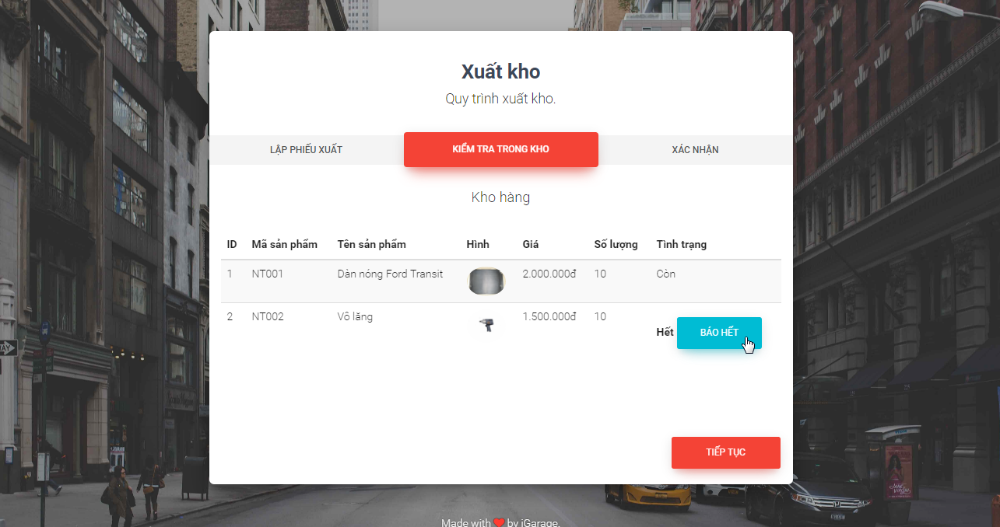 Xuất kho
Quy trình xuất kho.
LẬP PHIẾU XUẤT KIỂM TRA TRONG KHO XÁC NHẬN
Kho hàng
ID Mã sản phẩm Tên sản phẩm Hình Giá Số lượng Tình trạng
1 NT001 Dàn nóng Ford Transit 2.000.000đ 10 Còn
2 NT002 Vô lăng 1.500.000đ 10
Hết BÁO HẾT
TIẾP TỤC
Made with ❤ by iGarage.